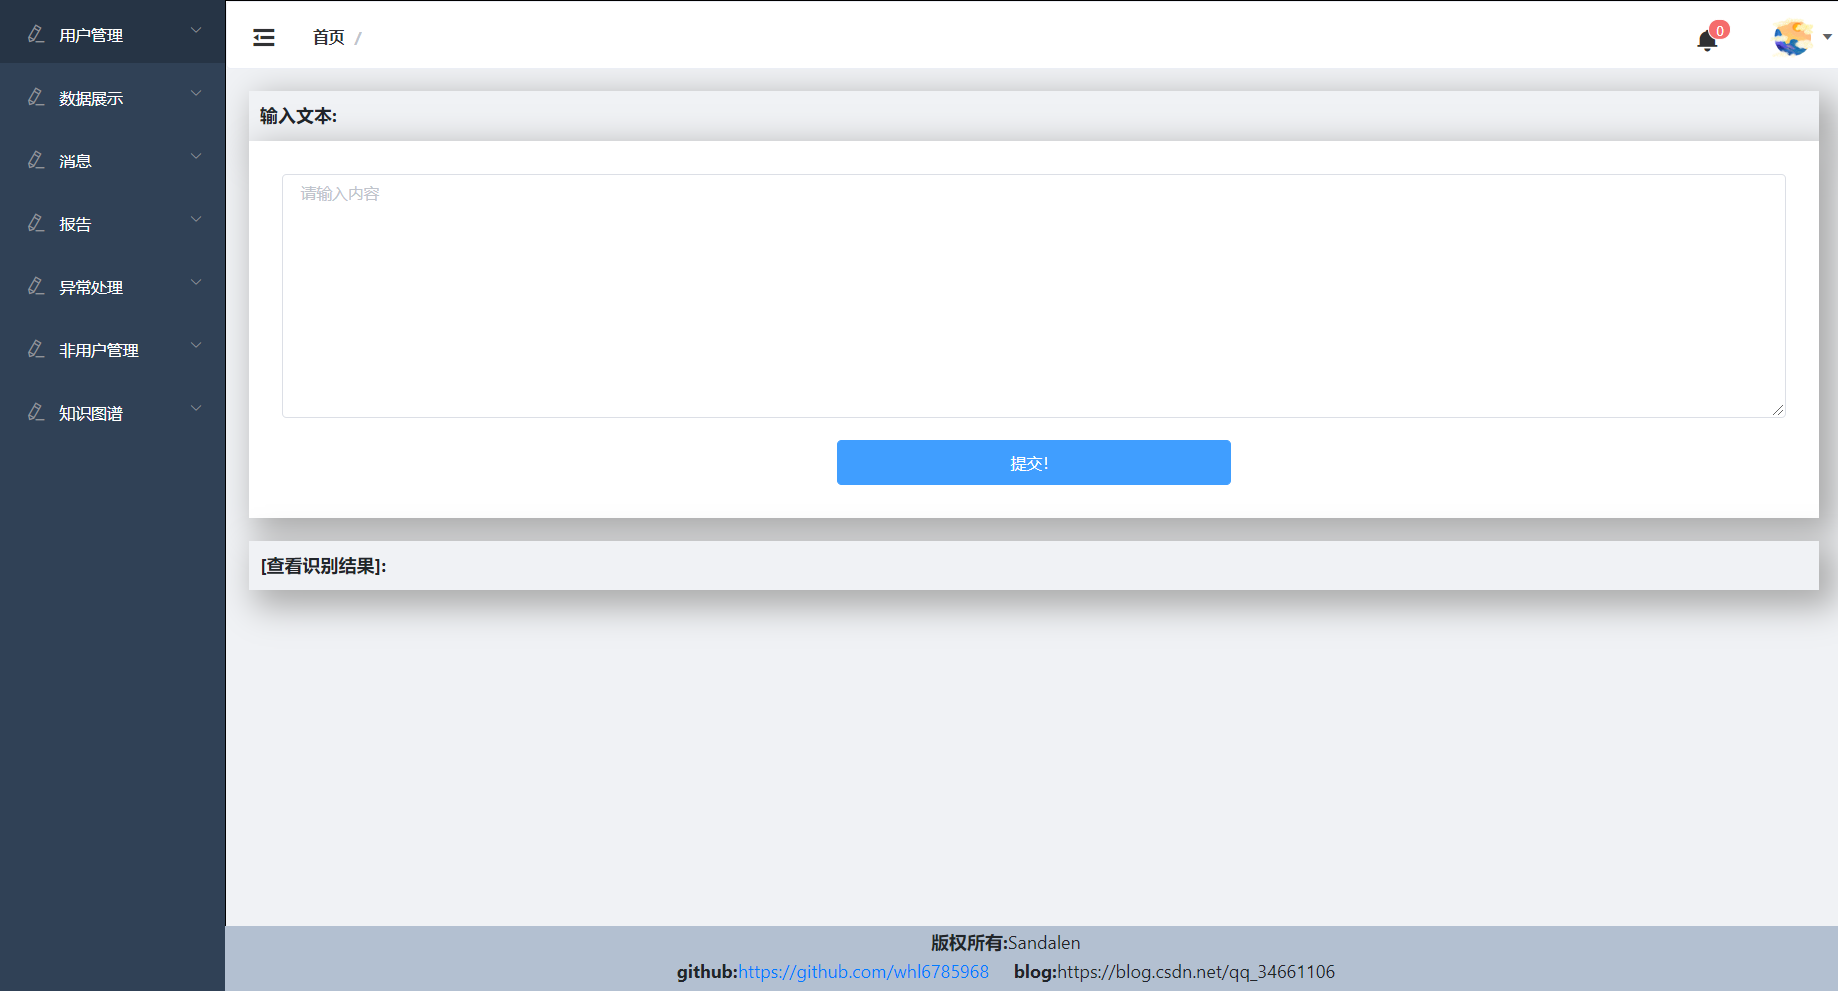 用户管理
数据展示
消息
报告
异常处理
非用户管理
知识图谱
首页 /
0
输入文本:
请输入内容
提交!
[查看识别结果]:
版权所有:Sandalen
github:https://github.com/whl6785968 blog:https://blog.csdn.net/qq_34661106